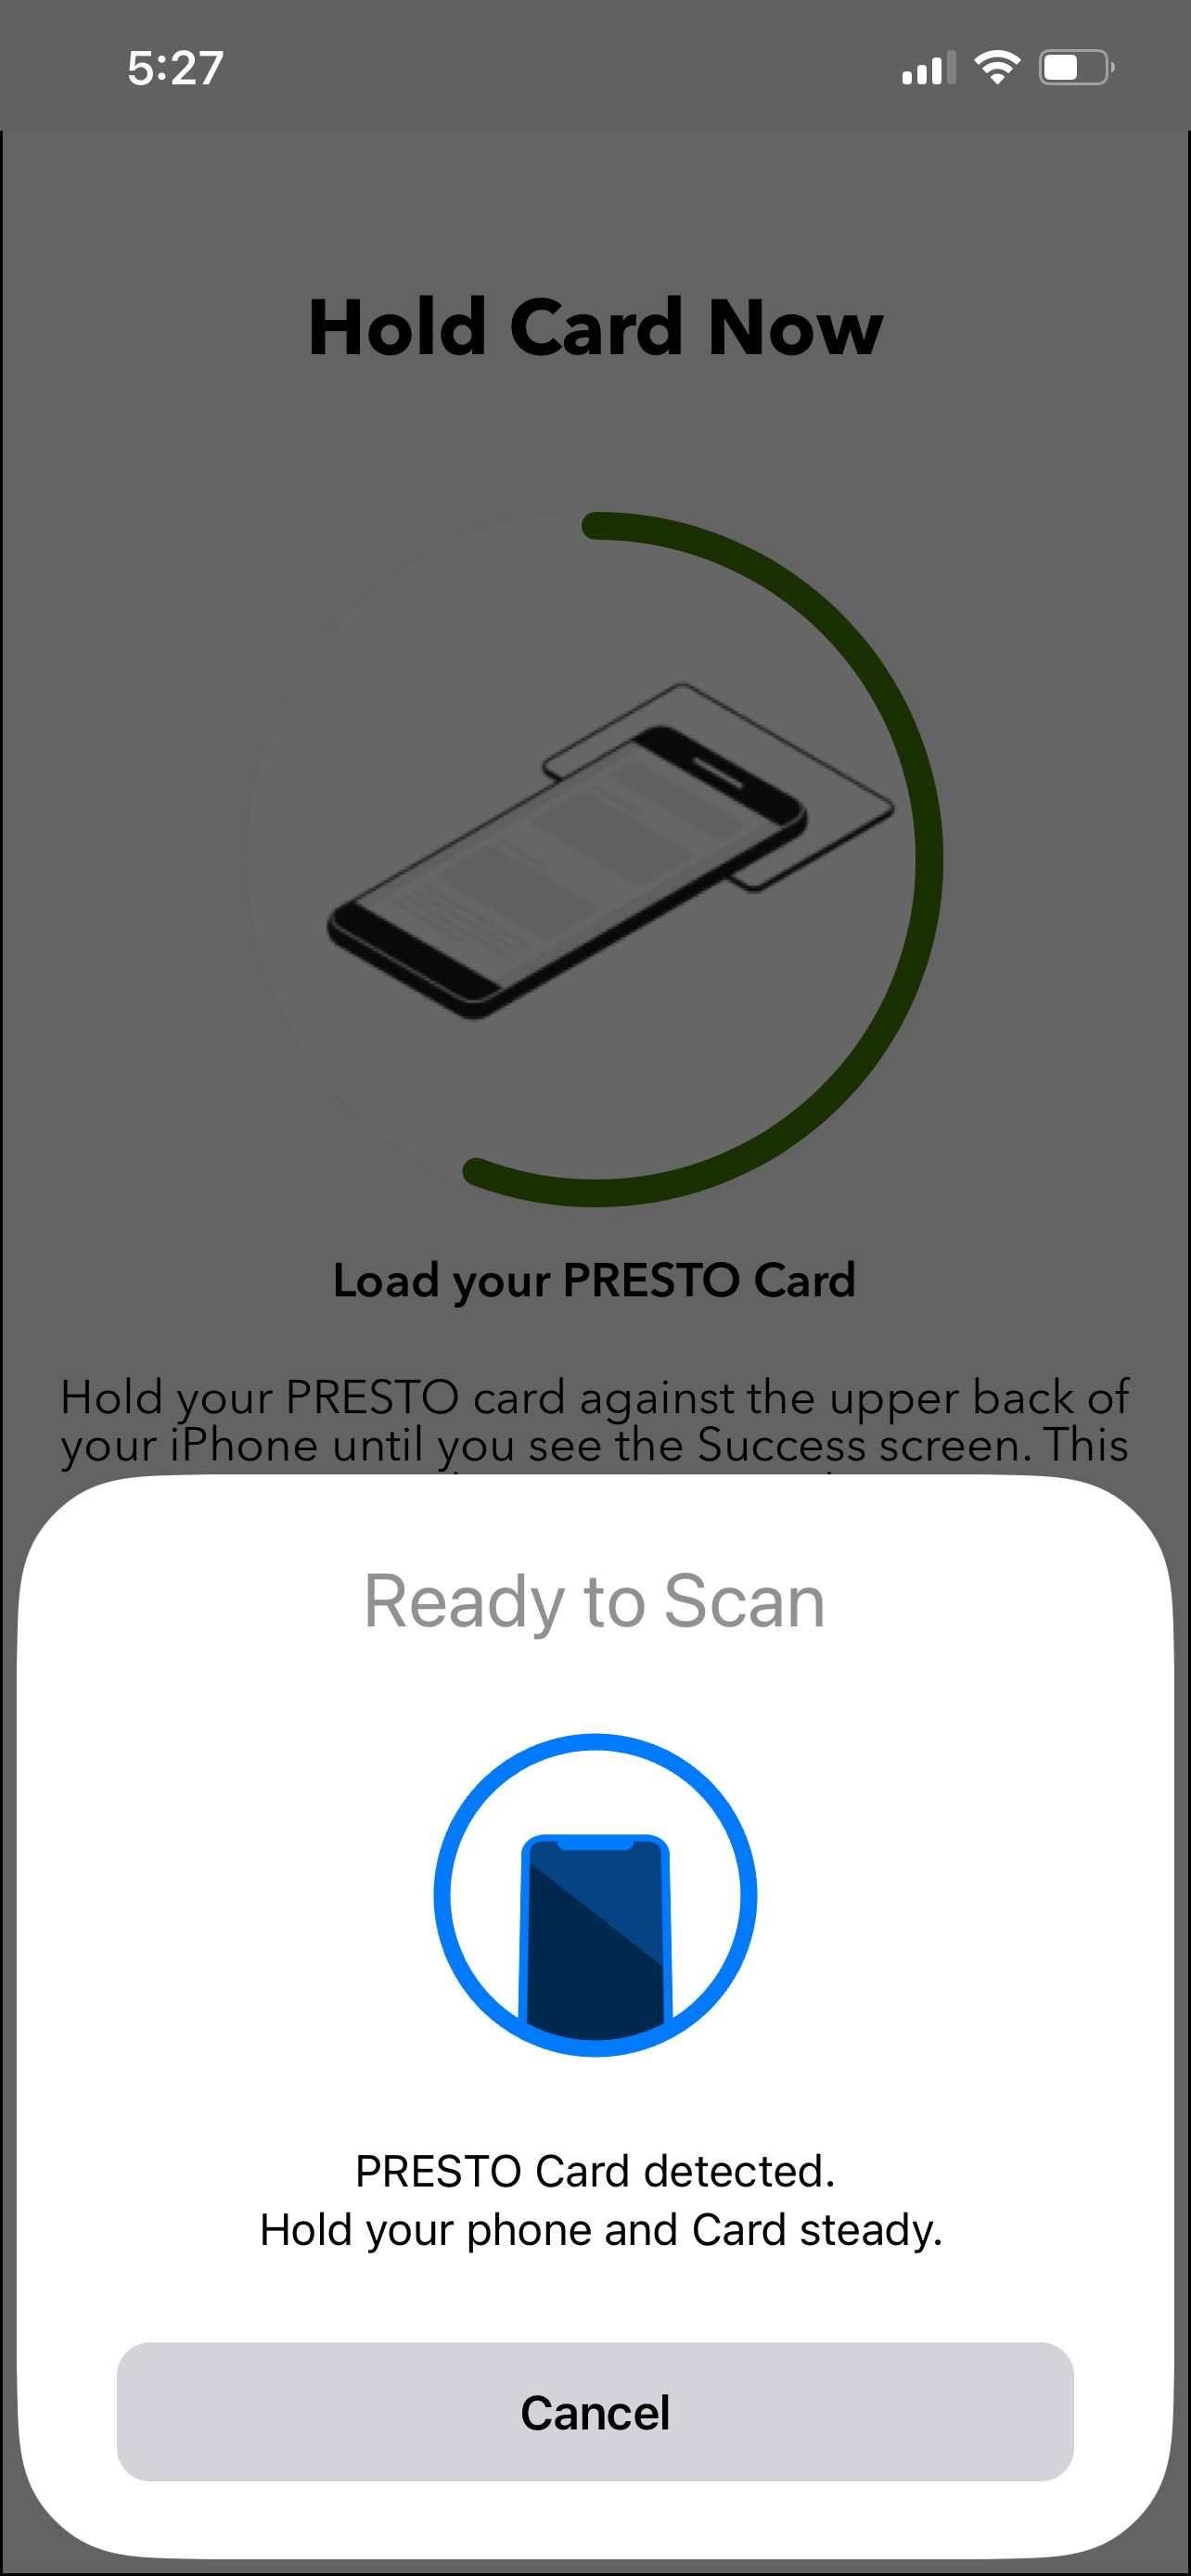 5:27
Hold Card Now
Load your PRESTO Card
Hold your PRESTO card against the upper back of
your iPhone until you see the Success screen. This
Ready to Scan
PRESTO Card detected.
Hold your phone and Card steady.
Cancel